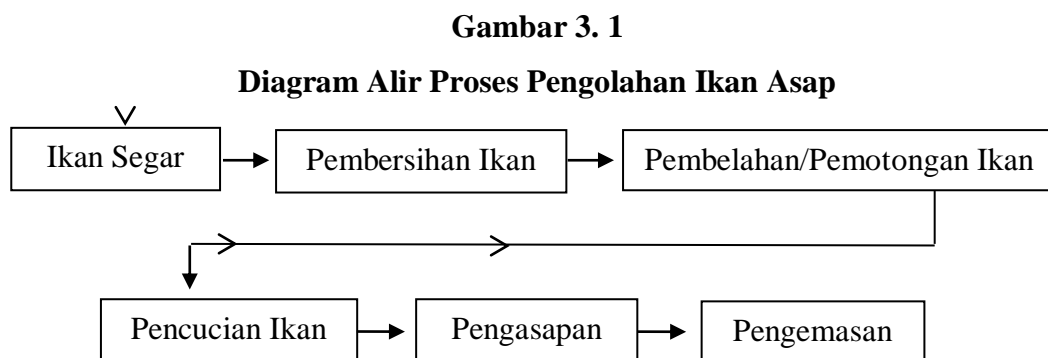 Gambar 3. 1
Diagram Alir Proses Pengolahan Ikan Asap
Ikan Segar
Pembersihan Ikan
Pembelahan/Pemotongan Ikan
Pencucian Ikan
Pengasapan
Pengemasan